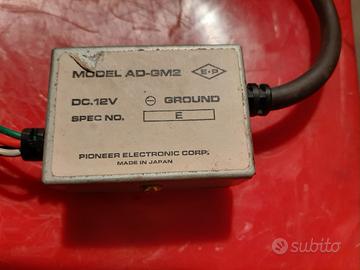 MODEL AD-GM2
E P
DC.12V ⊖ GROUND
SPEC NO. E
PIONEER ELECTRONIC CORP.
MADE IN JAPAN
subito